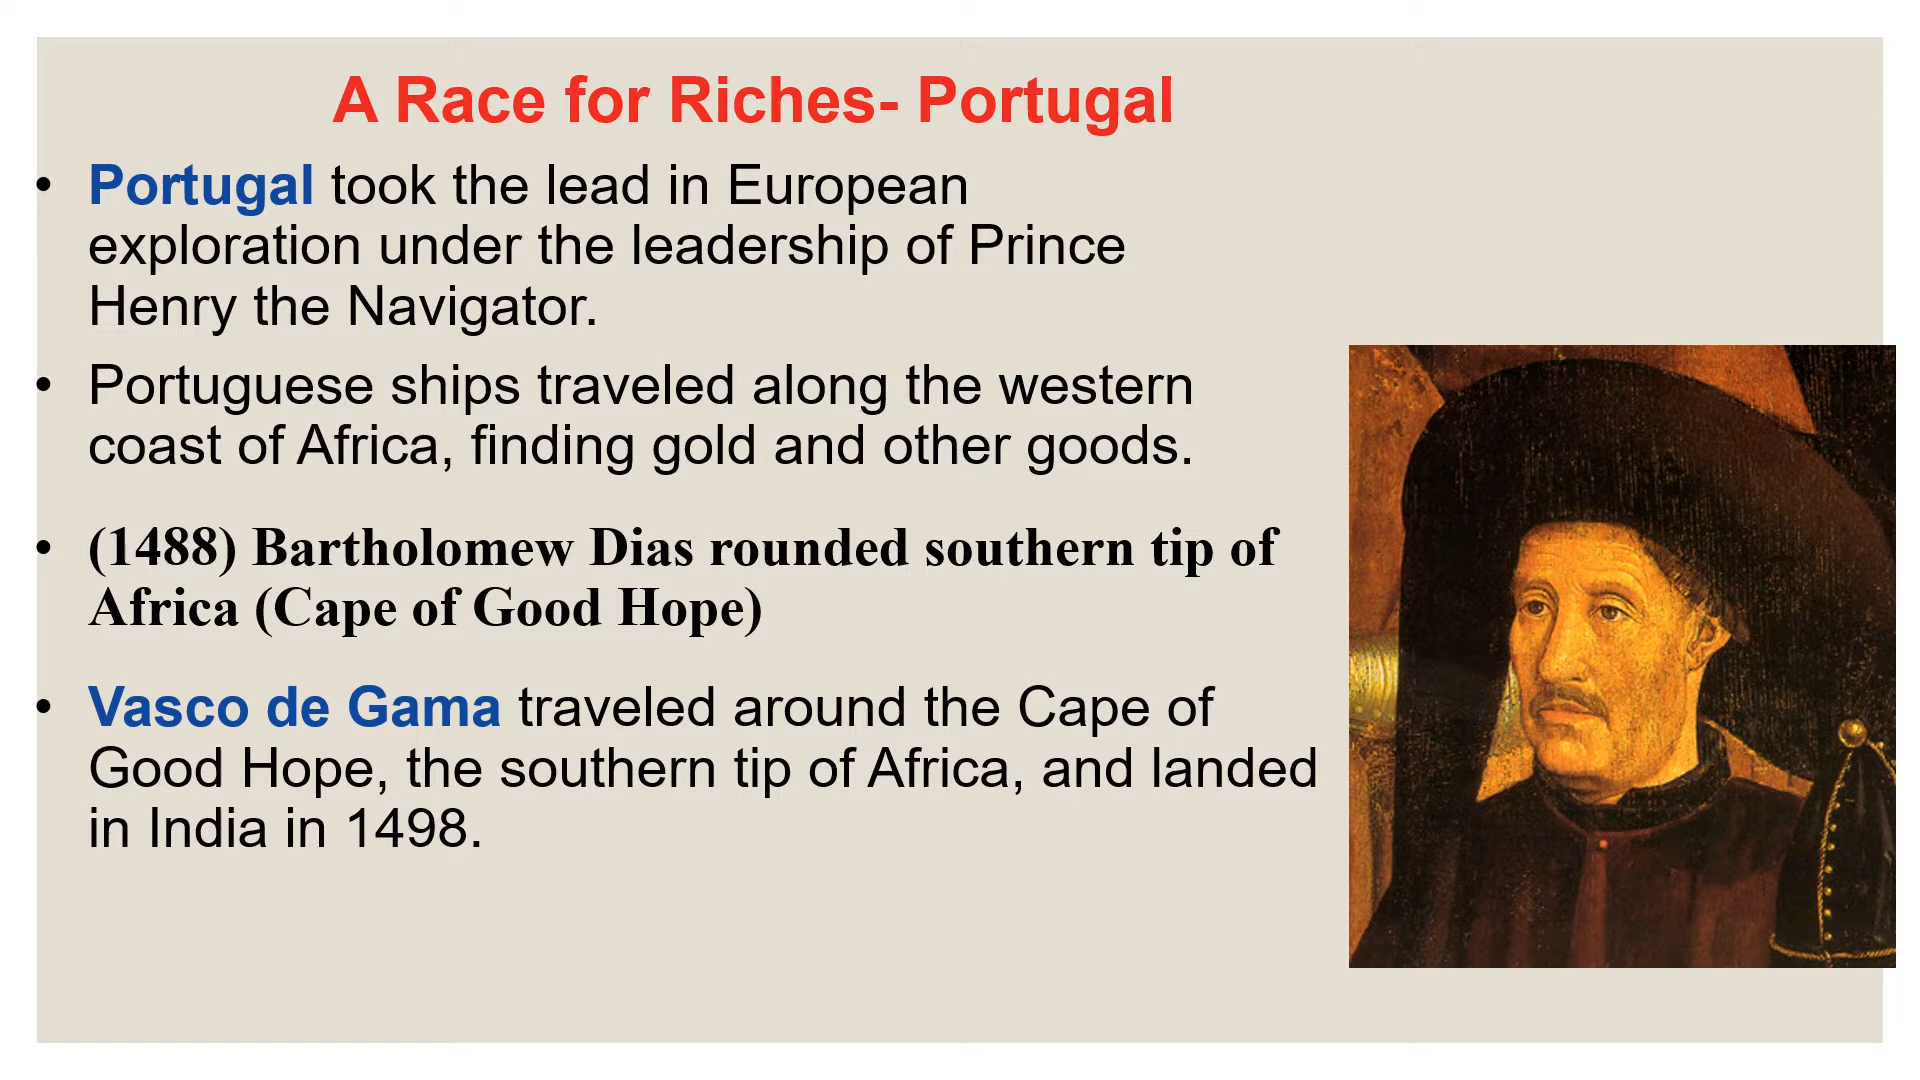 A Race for Riches- Portugal
• Portugal took the lead in European
exploration under the leadership of Prince
Henry the Navigator.
• Portuguese ships traveled along the western
coast of Africa, finding gold and other goods.
• (1488) Bartholomew Dias rounded southern tip of
Africa (Cape of Good Hope)
• Vasco de Gama traveled around the Cape of
Good Hope, the southern tip of Africa, and landed
in India in 1498.